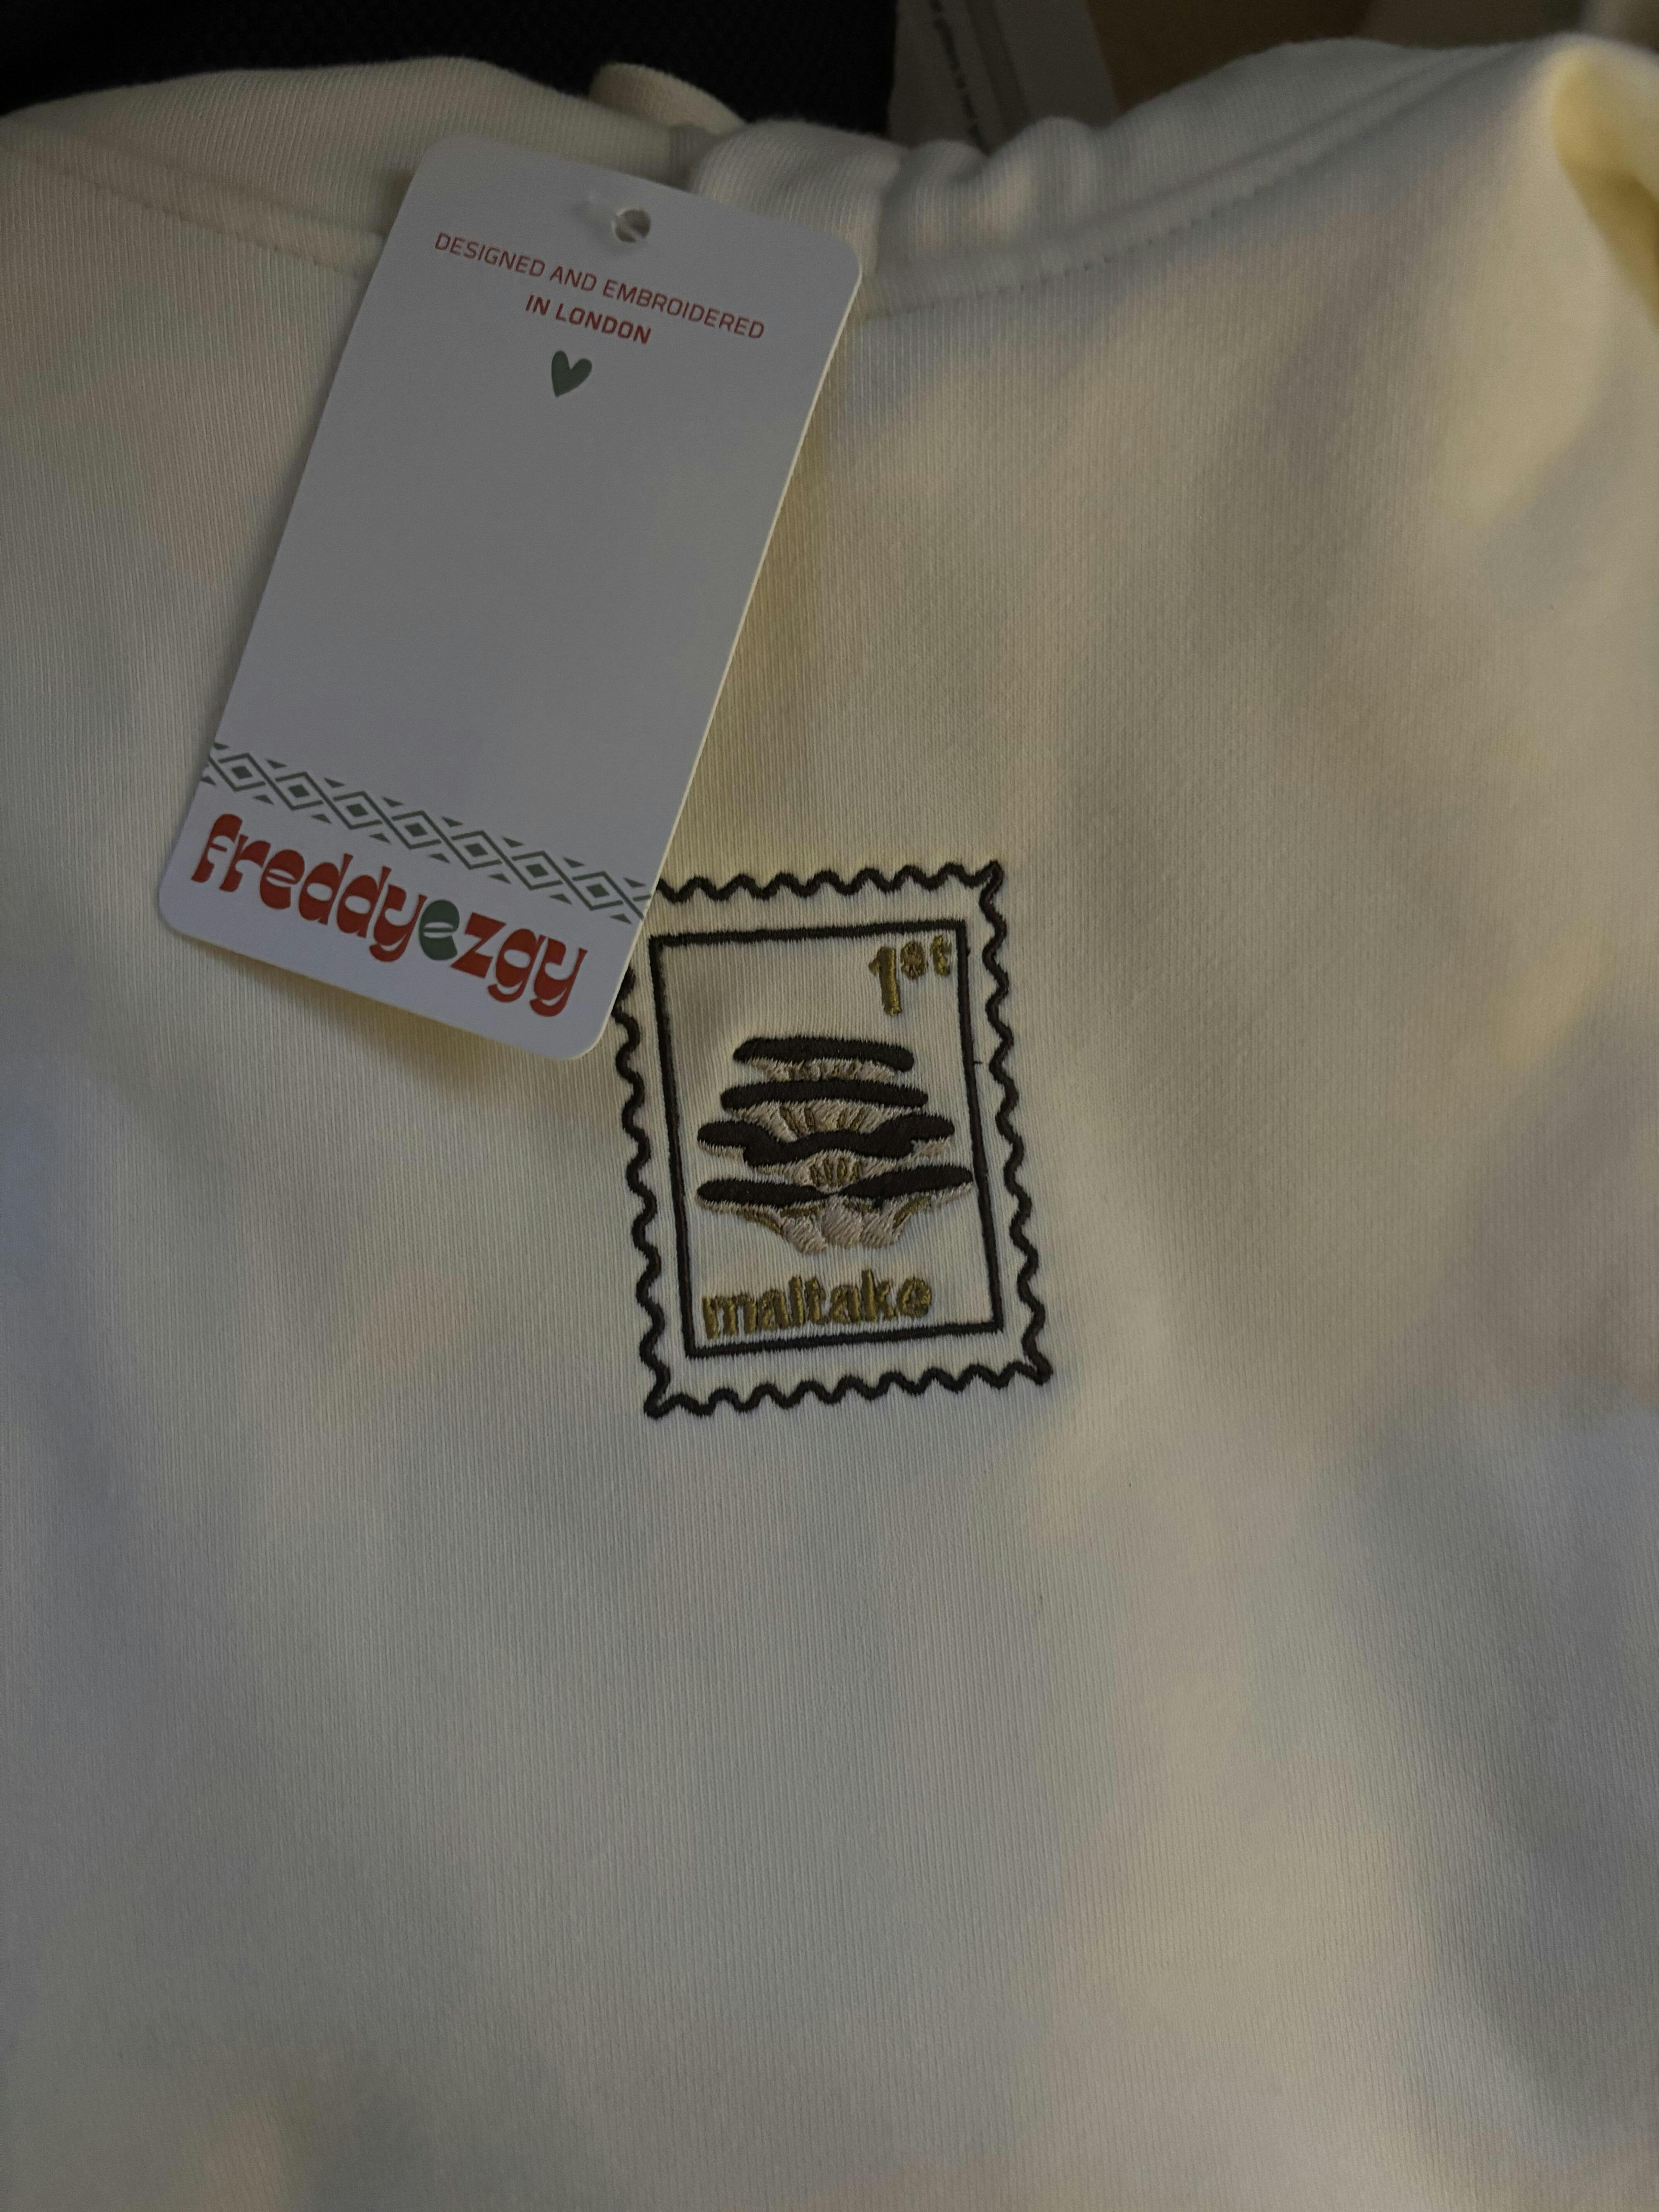 DESIGNED AND EMBROIDERED
IN LONDON
freddyezgy
1st
maitake